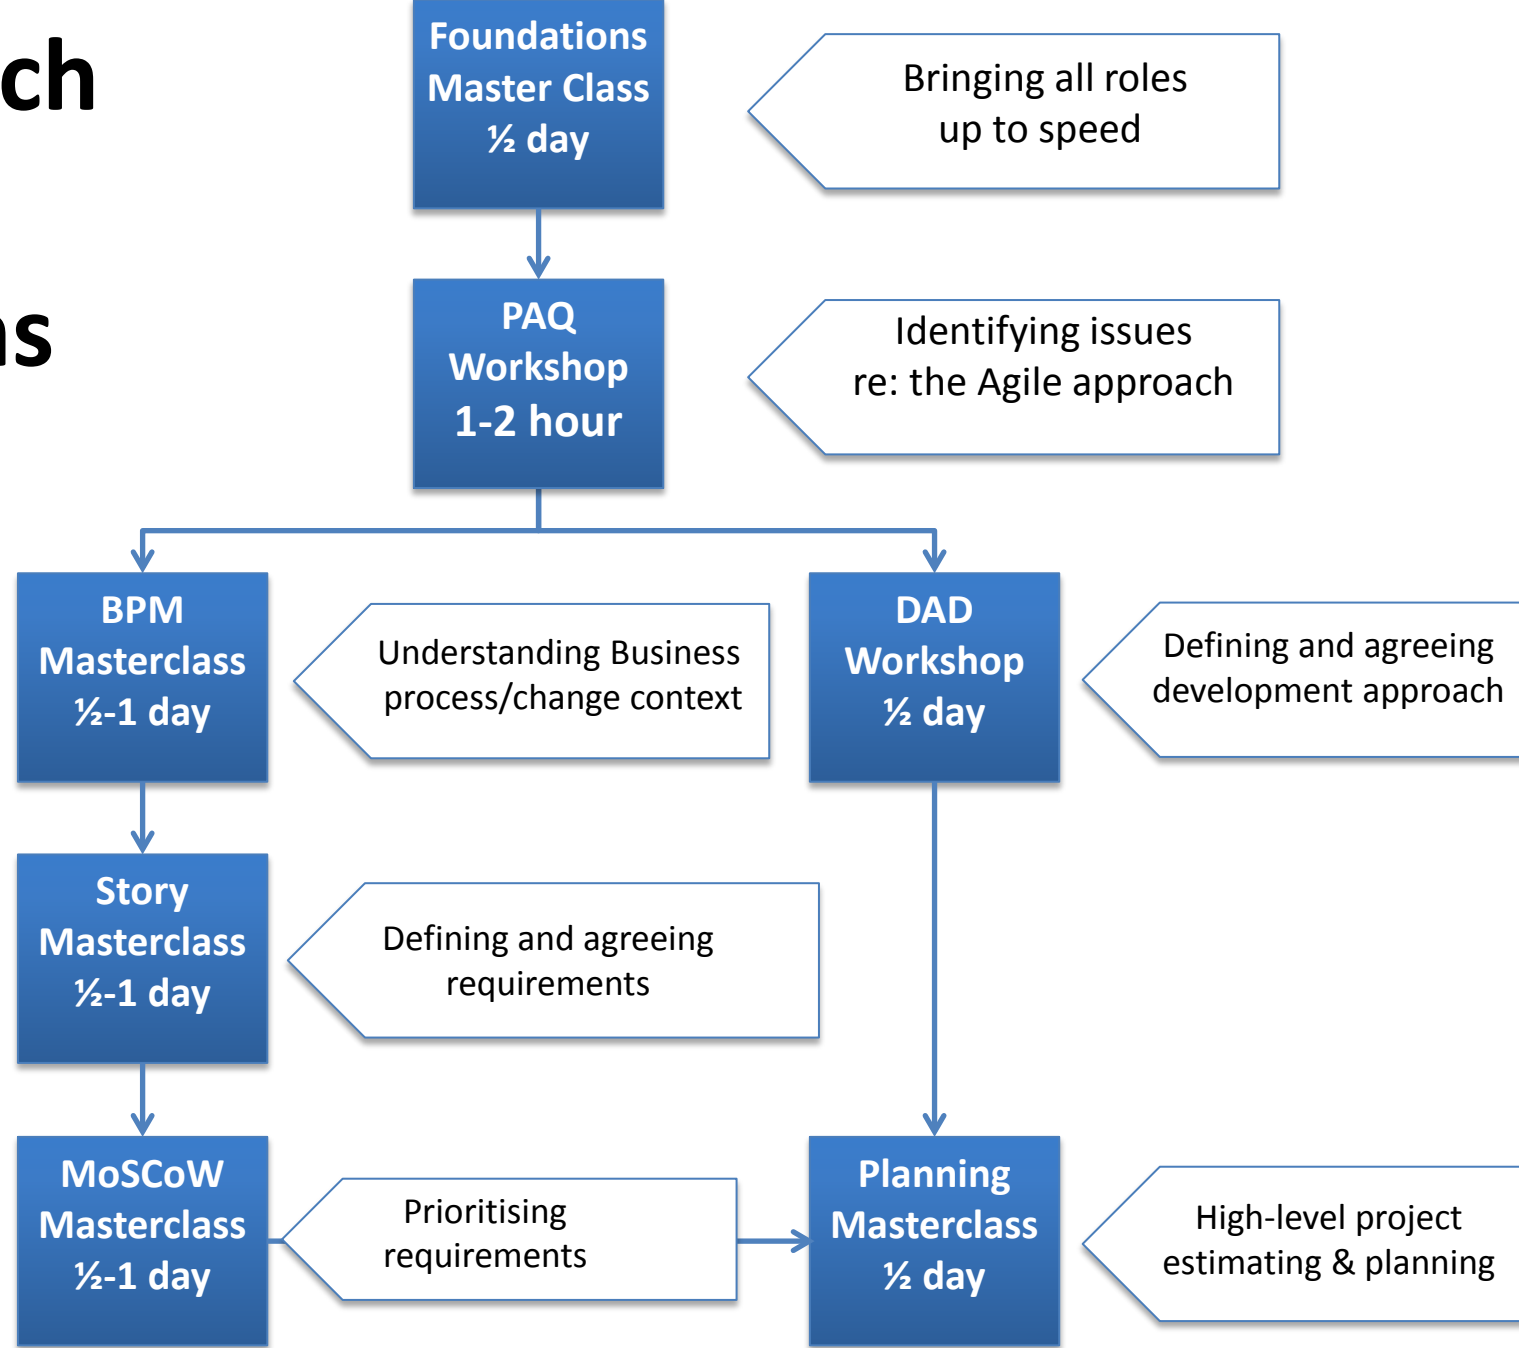 ch
Foundations
Master Class
½ day
Bringing all roles
up to speed
ns
PAQ
Workshop
1-2 hour
Identifying issues
re: the Agile approach
BPM
Masterclass
½-1 day
Understanding Business
process/change context
DAD
Workshop
½ day
Defining and agreeing
development approach
Story
Masterclass
½-1 day
Defining and agreeing
requirements
MoSCoW
Masterclass
½-1 day
Prioritising
requirements
Planning
Masterclass
½ day
High-level project
estimating & planning